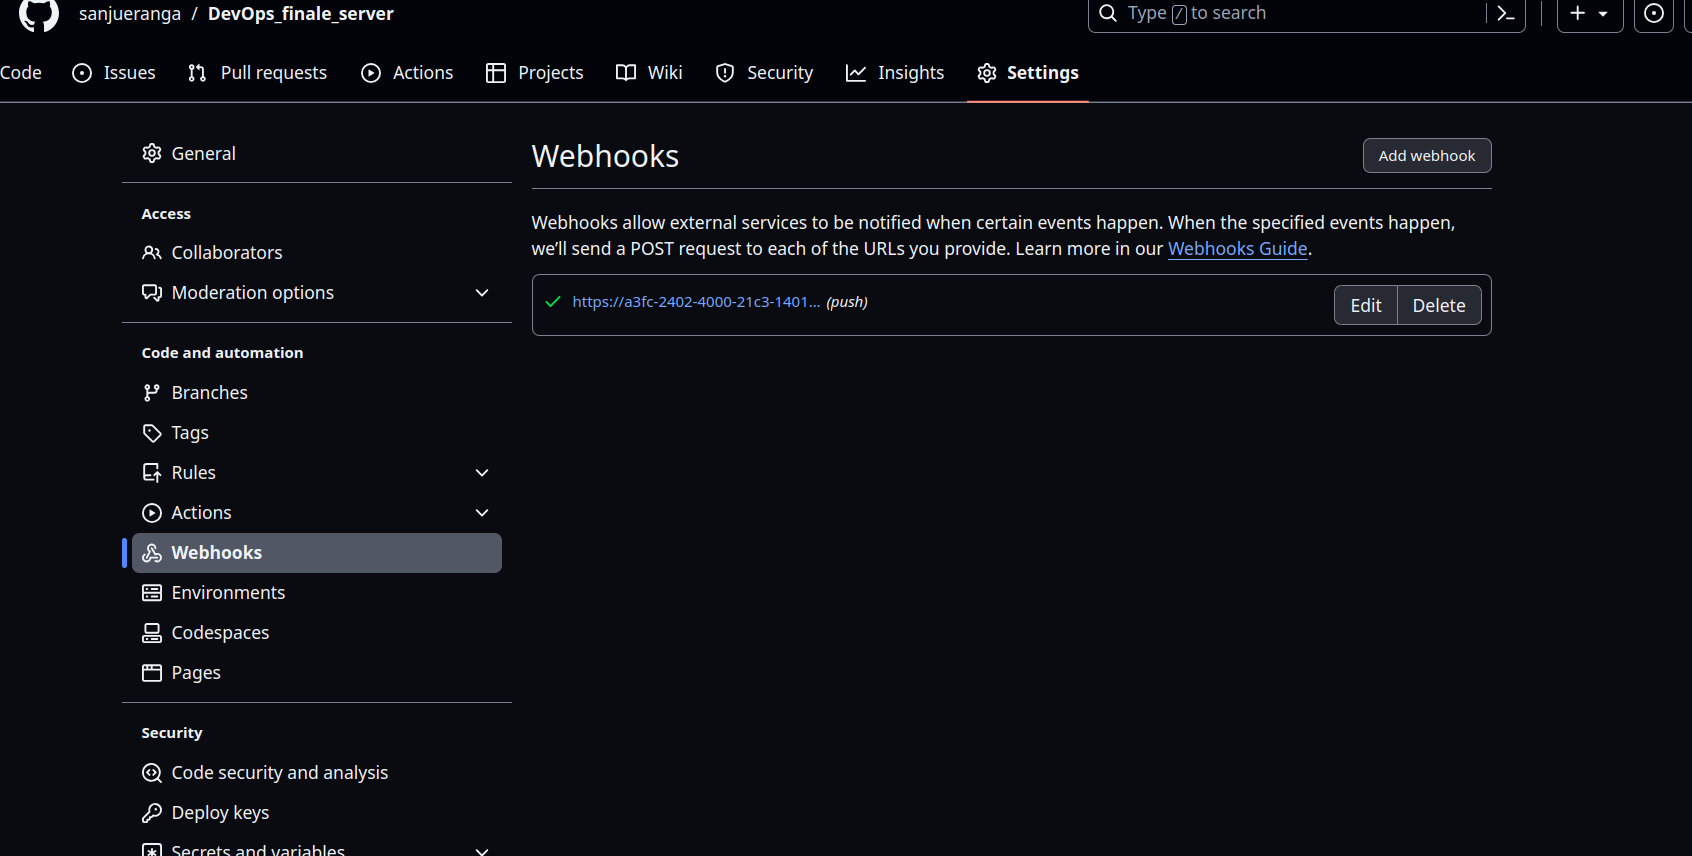 sanjueranga / DevOps_finale_server
Type / to search
Code Issues Pull requests Actions Projects Wiki Security Insights Settings
General
Access
Collaborators
Moderation options
Code and automation
Branches
Tags
Rules
Actions
Webhooks
Environments
Codespaces
Pages
Security
Code security and analysis
Deploy keys
Secrets and variables
Webhooks
Add webhook
Webhooks allow external services to be notified when certain events happen. When the specified events happen,
we’ll send a POST request to each of the URLs you provide. Learn more in our Webhooks Guide.
https://a3fc-2402-4000-21c3-1401... (push)
Edit Delete